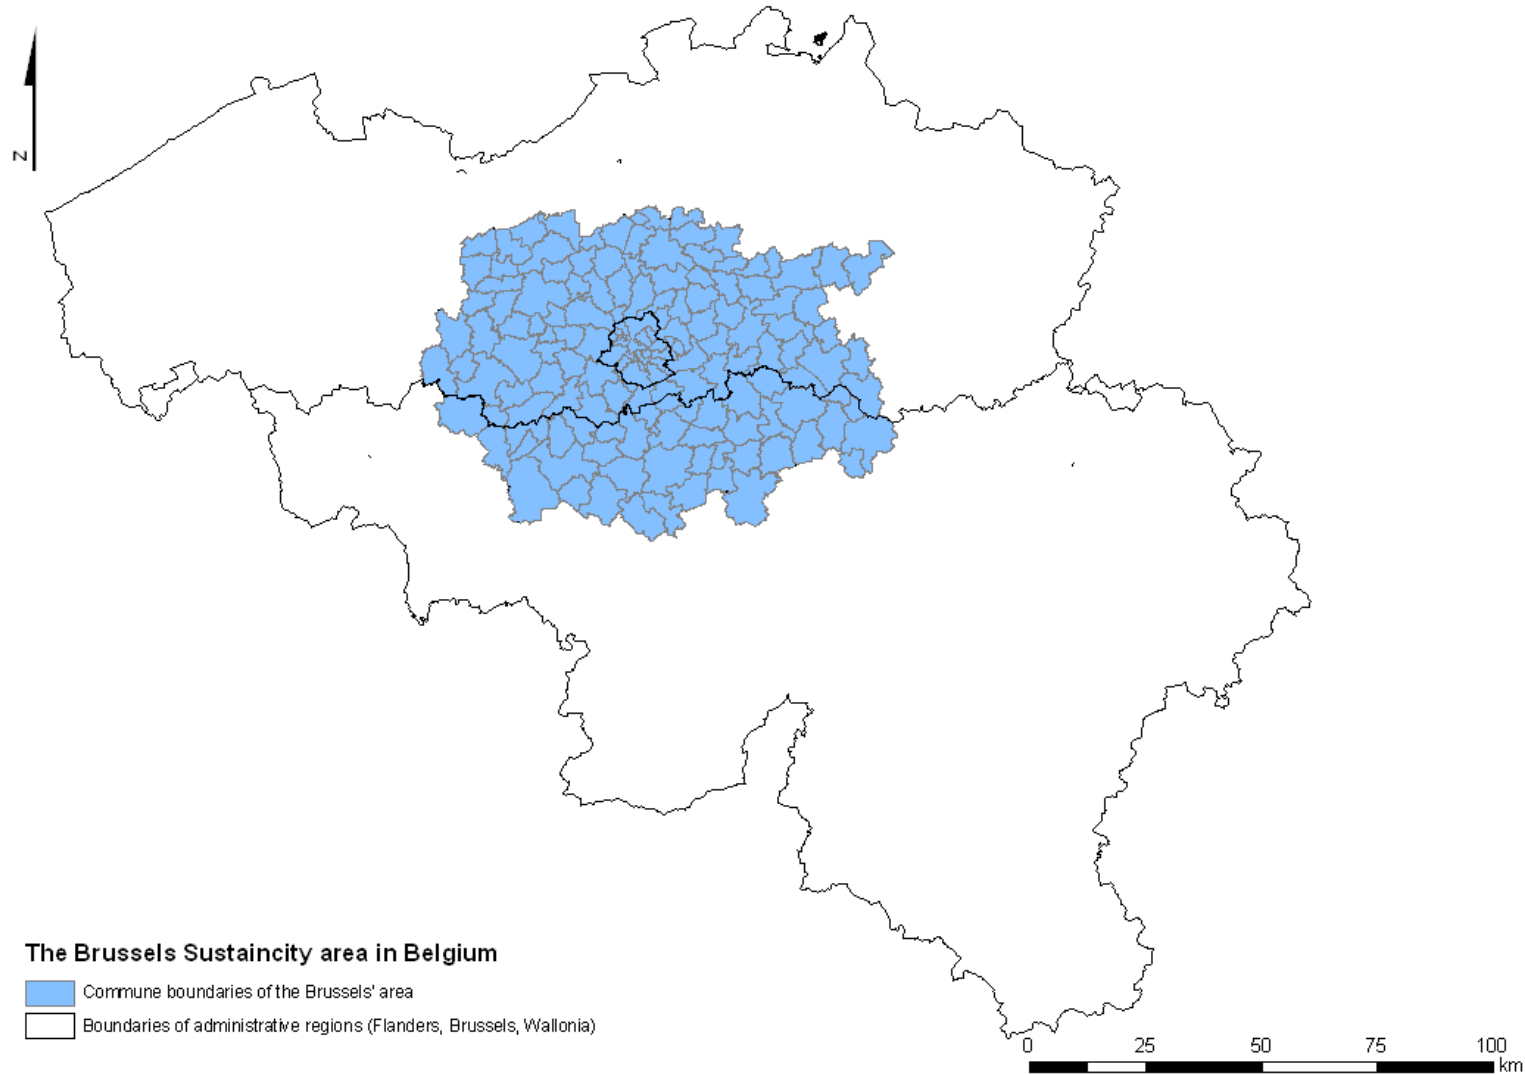 N
The Brussels Sustaincity area in Belgium
Commune boundaries of the Brussels' area
Boundaries of administrative regions (Flanders, Brussels, Wallonia)
0 25 50 75 100
km